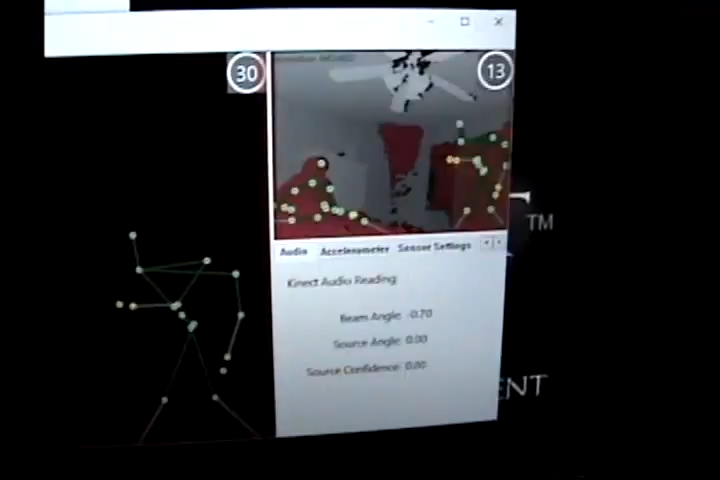 30
13
Audio Accelerometer Sensor Settings
Kinect Audio Reading
Beam Angle: -0.70
Source Angle: 0.00
Source Confidence: 0.00
TM
ENT